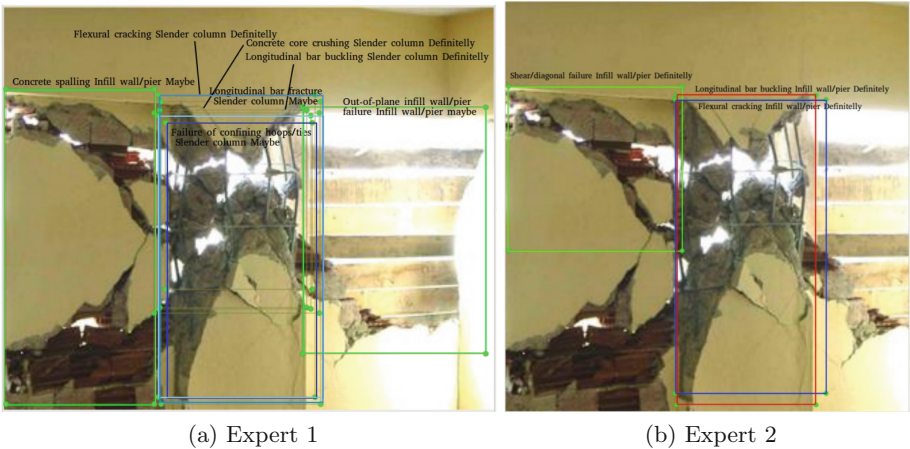 Flexural cracking Slender column Definitelly
Concrete core crushing Slender column Definitelly
Longitudinal bar buckling Slender column Definitelly
Concrete spalling Infill wall/pier Maybe
Longitudinal bar fracture
Slender column Maybe
Out-of-plane infill wall/pier
failure Infill wall/pier maybe
Failure of confining hoops/ties
Slender column Maybe
Shear/diagonal failure Infill wall/pier Definitelly
Longitudinal bar buckling Infill wall/pier Definitelly
Flexural cracking Infill wall/pier Definitely
(a) Expert 1
(b) Expert 2